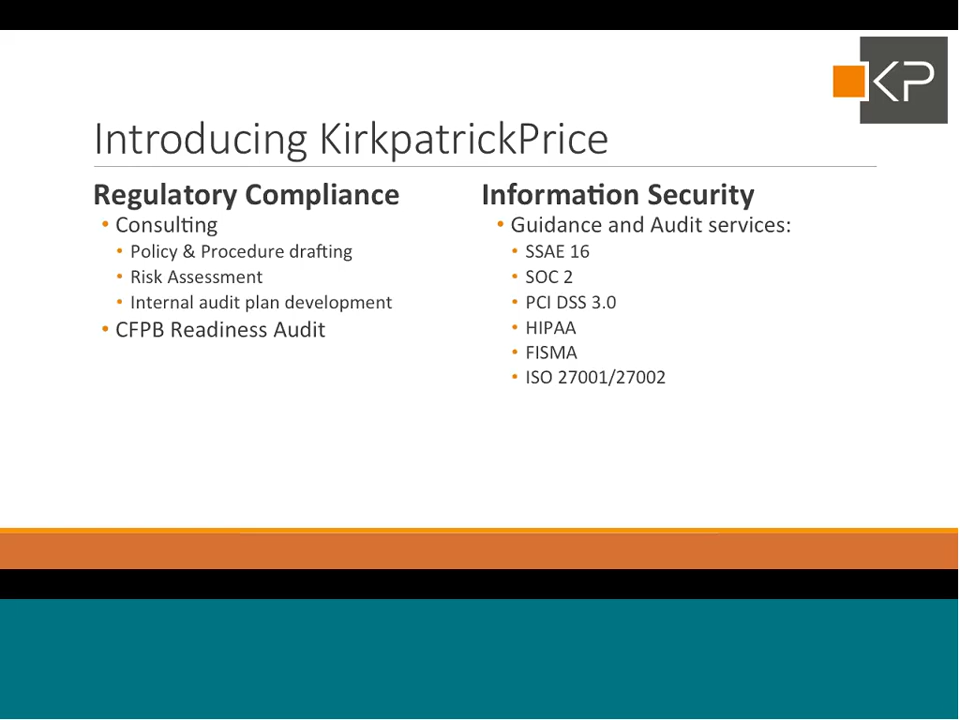 KP
Introducing KirkpatrickPrice
Regulatory Compliance
• Consulting
• Policy & Procedure drafting
• Risk Assessment
• Internal audit plan development
• CFPB Readiness Audit
Information Security
• Guidance and Audit services:
• SSAE 16
• SOC 2
• PCI DSS 3.0
• HIPAA
• FISMA
• ISO 27001/27002